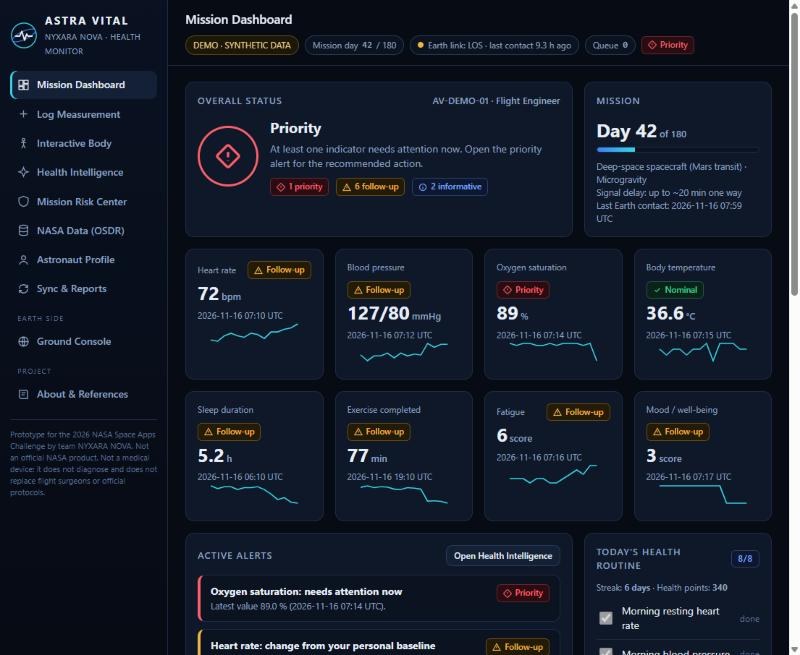 ASTRA VITAL
NYXARA NOVA · HEALTH
MONITOR
Mission Dashboard
Log Measurement
Interactive Body
Health Intelligence
Mission Risk Center
NASA Data (OSDR)
Astronaut Profile
Sync & Reports
EARTH SIDE
Ground Console
PROJECT
About & References
Prototype for the 2026 NASA Space Apps
Challenge by team NYXARA NOVA. Not
an official NASA product. Not a medical
device: it does not diagnose and does not
replace flight surgeons or official
protocols.
Mission Dashboard
DEMO · SYNTHETIC DATA
Mission day 42 / 180
Earth link: LOS · last contact 9.3 h ago
Queue 0
Priority
OVERALL STATUS
AV-DEMO-01 · Flight Engineer
Priority
At least one indicator needs attention now. Open the priority
alert for the recommended action.
1 priority
6 follow-up
2 informative
MISSION
Day 42 of 180
Deep-space spacecraft (Mars transit) ·
Microgravity
Signal delay: up to ~20 min one way
Last Earth contact: 2026-11-16 07:59
UTC
Heart rate
Follow-up
72 bpm
2026-11-16 07:10 UTC
Blood pressure
Follow-up
127/80 mmHg
2026-11-16 07:12 UTC
Oxygen saturation
Priority
89 %
2026-11-16 07:14 UTC
Body temperature
Nominal
36.6 °C
2026-11-16 07:15 UTC
Sleep duration
Follow-up
5.2 h
2026-11-16 06:10 UTC
Exercise completed
Follow-up
77 min
2026-11-16 19:10 UTC
Fatigue
Follow-up
6 score
2026-11-16 07:16 UTC
Mood / well-being
Follow-up
3 score
2026-11-16 07:17 UTC
ACTIVE ALERTS
Open Health Intelligence
Oxygen saturation: needs attention now
Priority
Latest value 89.0 % (2026-11-16 07:14 UTC).
Heart rate: change from your personal baseline
Follow-up
TODAY'S HEALTH
ROUTINE
8/8
Streak: 6 days · Health points: 340
Morning resting heart
rate
done
Morning blood pressure
done